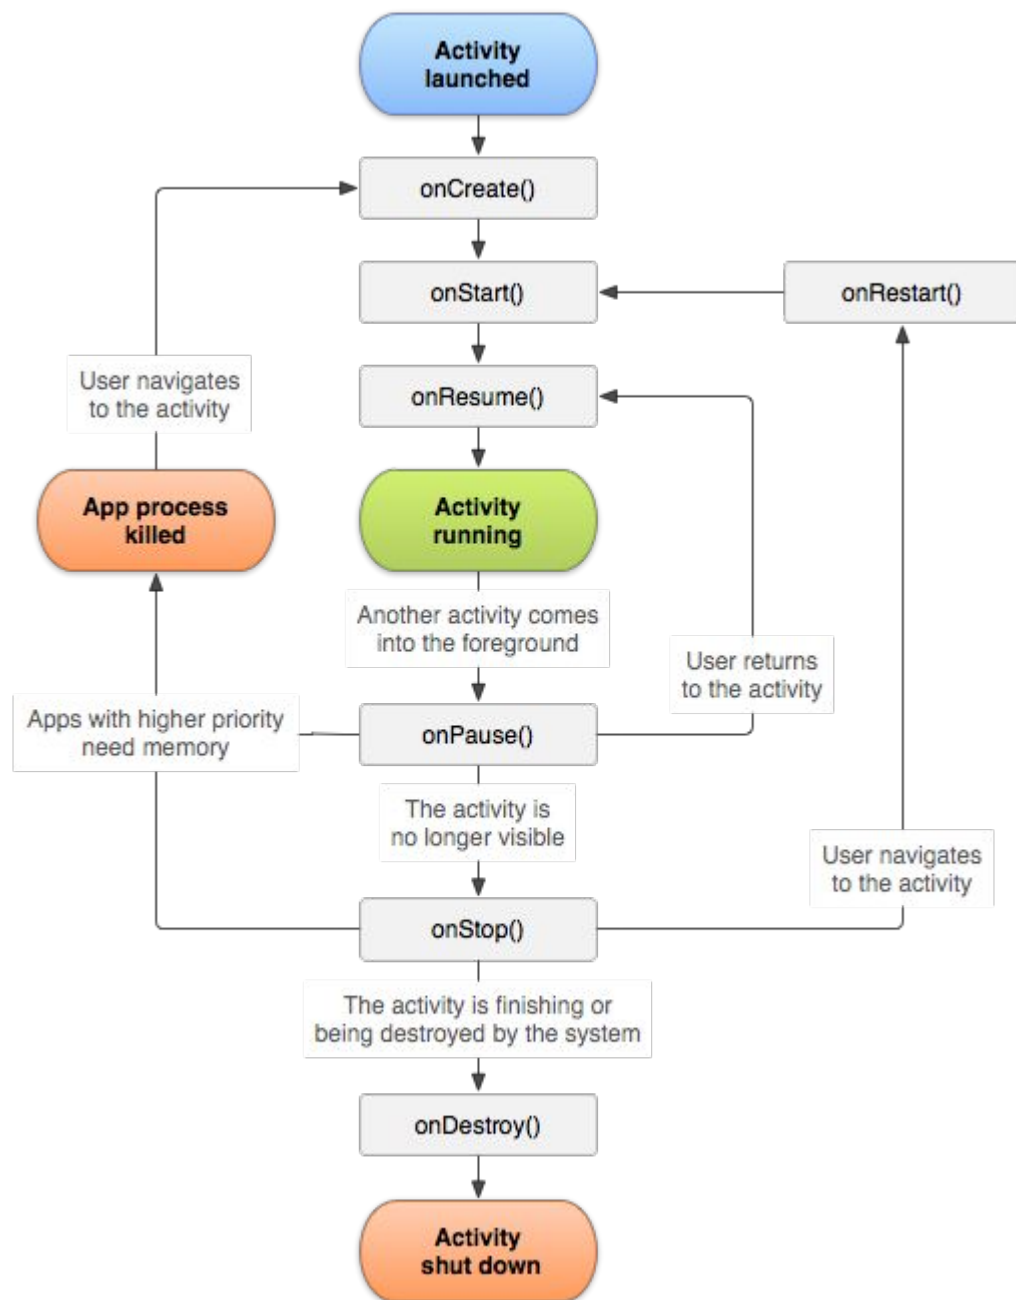 Activity
launched
onCreate()
onStart()
onRestart()
User navigates
to the activity
onResume()
App process
killed
Activity
running
Another activity comes
into the foreground
User returns
to the activity
Apps with higher priority
need memory
onPause()
The activity is
no longer visible
User navigates
to the activity
onStop()
The activity is finishing or
being destroyed by the system
onDestroy()
Activity
shut down